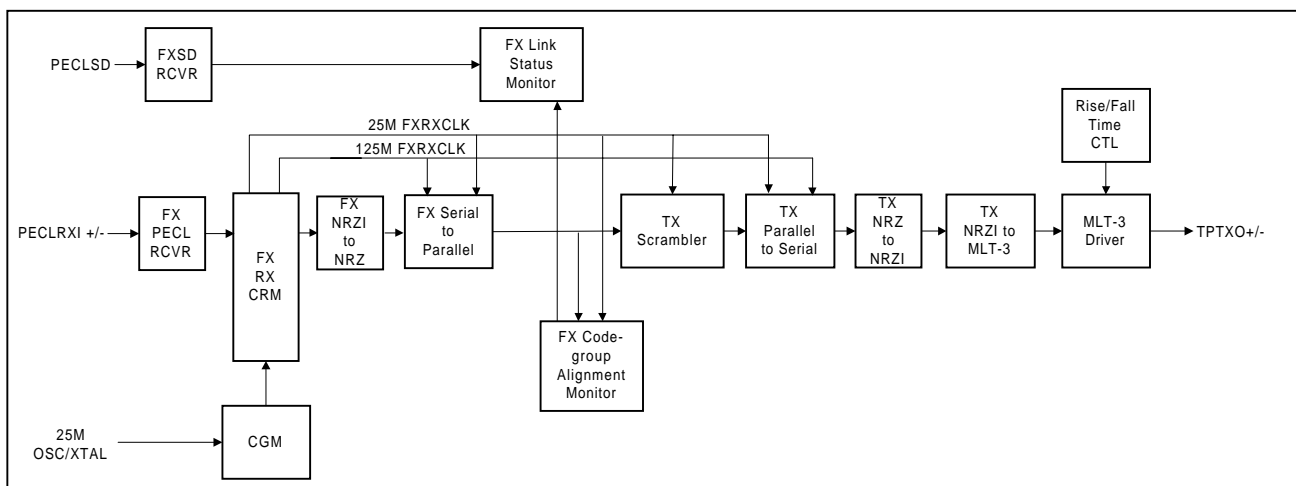 PECLSD
FXSD
RCVR
FX Link
Status
Monitor
Rise/Fall
Time
CTL
25M FXRXCLK
125M FXRXCLK
PECLRXI +/-
FX
PECL
RCVR
FX
RX
CRM
FX
NRZI
to
NRZ
FX Serial
to
Parallel
TX
Scrambler
TX
Parallel
to Serial
TX
NRZ
to
NRZI
TX
NRZI to
MLT-3
MLT-3
Driver
TPTXO+/-
FX Code-
group
Alignment
Monitor
25M
OSC/XTAL
CGM